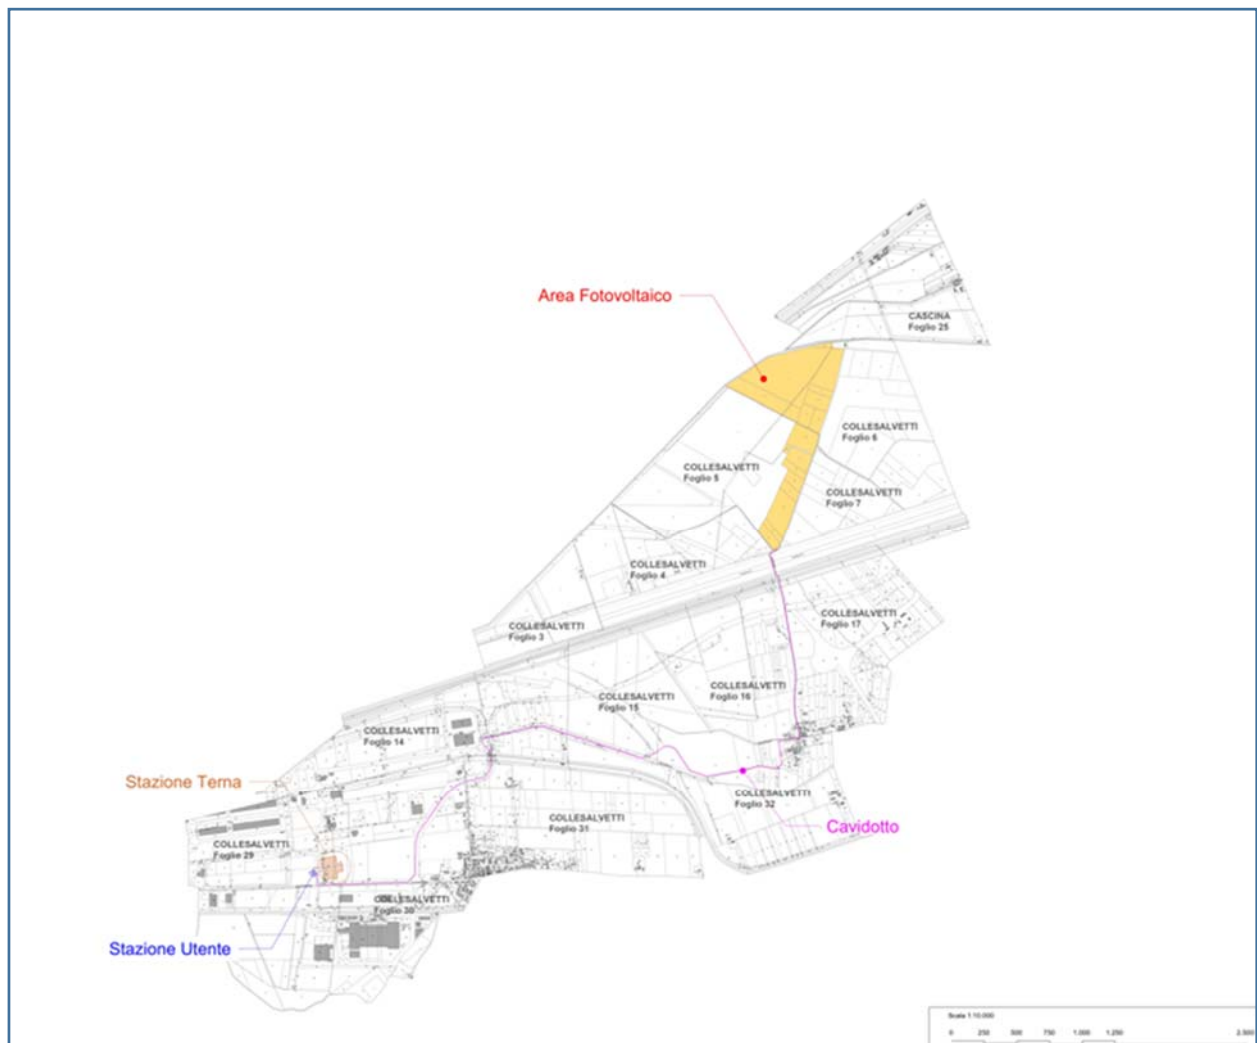 Area Fotovoltaico
CASCINA
Foglio 25
COLLESALVETTI
Foglio 6
COLLESALVETTI
Foglio 5
COLLESALVETTI
Foglio 7
COLLESALVETTI
Foglio 4
COLLESALVETTI
Foglio 17
COLLESALVETTI
Foglio 3
COLLESALVETTI
Foglio 16
COLLESALVETTI
Foglio 15
COLLESALVETTI
Foglio 14
Stazione Terna
COLLESALVETTI
Foglio 32
COLLESALVETTI
Foglio 31
Cavidotto
COLLESALVETTI
Foglio 29
COLLESALVETTI
Foglio 30
Stazione Utente
Scala 1:10.000
0 250 500 750 1.000 1.250 2.500